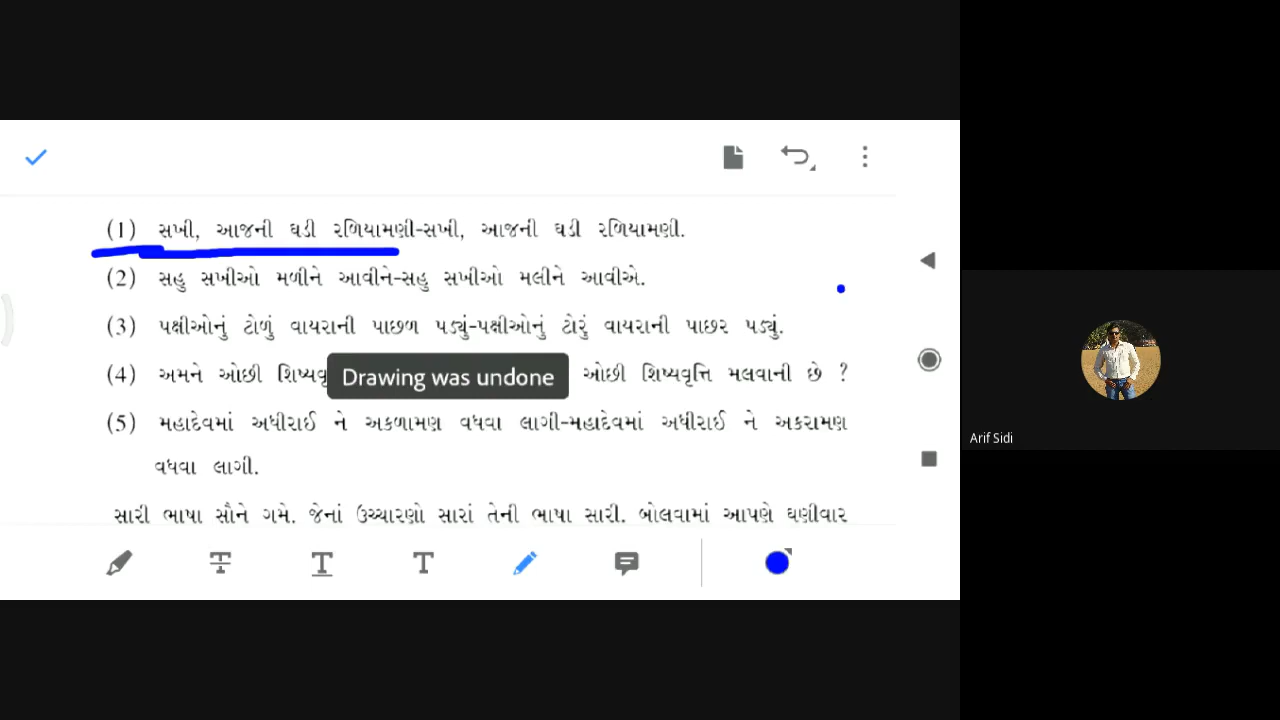 (1) સખી, આજની ઘડી રળિયામણી-સખી, આજની ઘડી રળિયામણી.
(2) સહુ સખીઓ મળીને આવીને-સહુ સખીઓ મલીને આવીએ.
(3) પક્ષીઓનું ટોળું વાયરાની પાછળ પડ્યું-પક્ષીઓનું ટોરું વાયરાની પાછર પડ્યું.
(4) અમને ઓછી શિષ્યવૃ ઓછી શિષ્યવૃત્તિ મલવાની છે ?
Drawing was undone
(5) મહાદેવમાં અધીરાઈ ને અકળામણ વધવા લાગી-મહાદેવમાં અધીરાઈ ને અકરામણ
વધવા લાગી.
સારી ભાષા સૌને ગમે. જેનાં ઉચ્ચારણો સારાં તેની ભાષા સારી. બોલવામાં આપણે ઘણીવાર
Arif Sidi